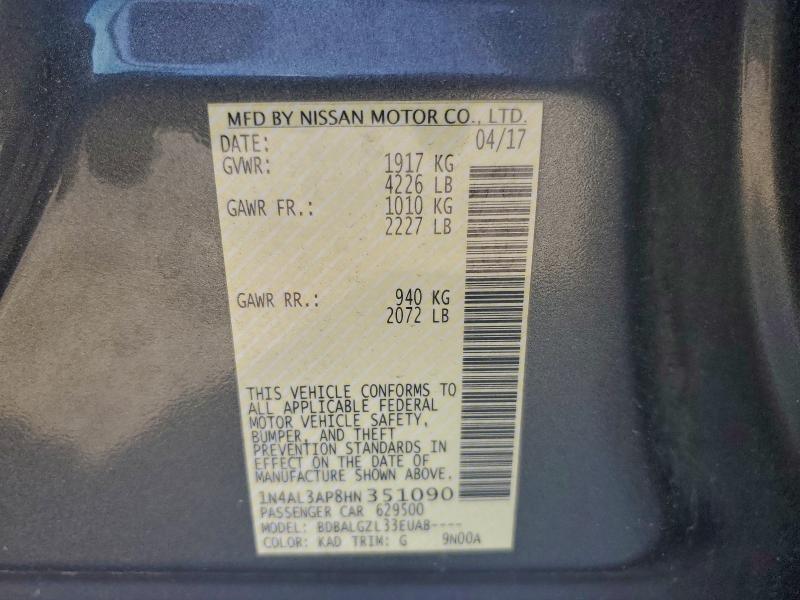 MFD BY NISSAN MOTOR CO., LTD.
DATE: 04/17
GVWR: 1917 KG
4226 LB
GAWR FR.: 1010 KG
2227 LB
GAWR RR.: 940 KG
2072 LB
THIS VEHICLE CONFORMS TO
ALL APPLICABLE FEDERAL
MOTOR VEHICLE SAFETY,
BUMPER, AND THEFT
PREVENTION STANDARDS IN
EFFECT ON THE DATE OF
MANUFACTURE SHOWN ABOVE.
1N4AL3AP8HN351090
PASSENGER CAR 629500
MODEL: BDBALGZL33EUAB----
COLOR: KAD TRIM: G 9N00A